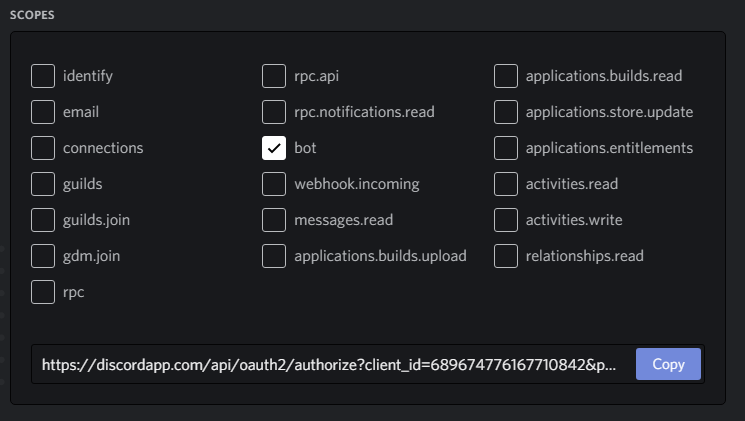 SCOPES
identify
rpc.api
applications.builds.read
email
rpc.notifications.read
applications.store.update
connections
bot
applications.entitlements
guilds
webhook.incoming
activities.read
guilds.join
messages.read
activities.write
gdm.join
applications.builds.upload
relationships.read
rpc
https://discordapp.com/api/oauth2/authorize?client_id=689674776167710842&p...
Copy